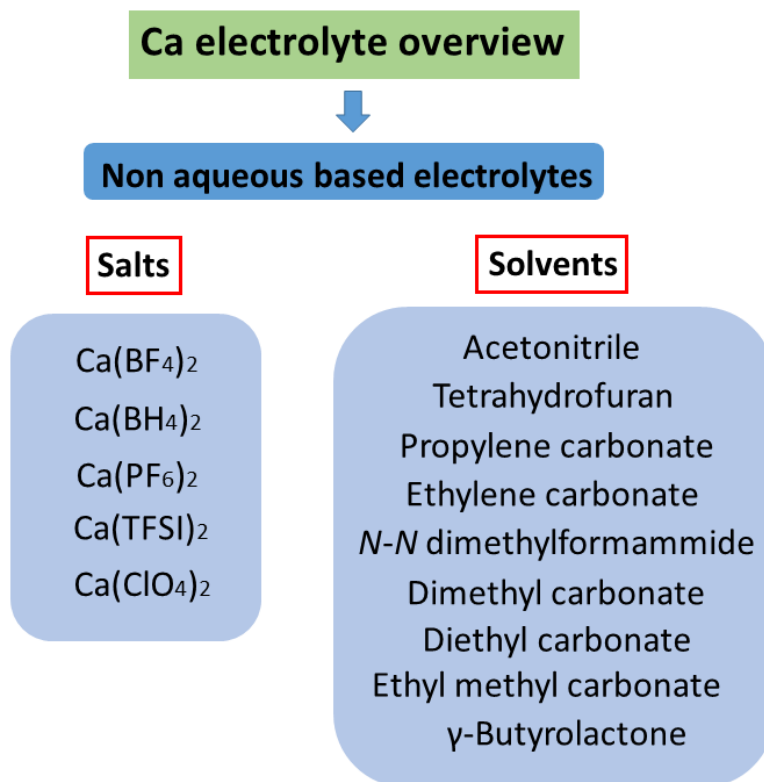 Ca electrolyte overview
Non aqueous based electrolytes
Salts
Ca(BF₄)₂
Ca(BH₄)₂
Ca(PF₆)₂
Ca(TFSI)₂
Ca(ClO₄)₂
Solvents
Acetonitrile
Tetrahydrofuran
Propylene carbonate
Ethylene carbonate
N-N dimethylformammide
Dimethyl carbonate
Diethyl carbonate
Ethyl methyl carbonate
γ-Butyrolactone